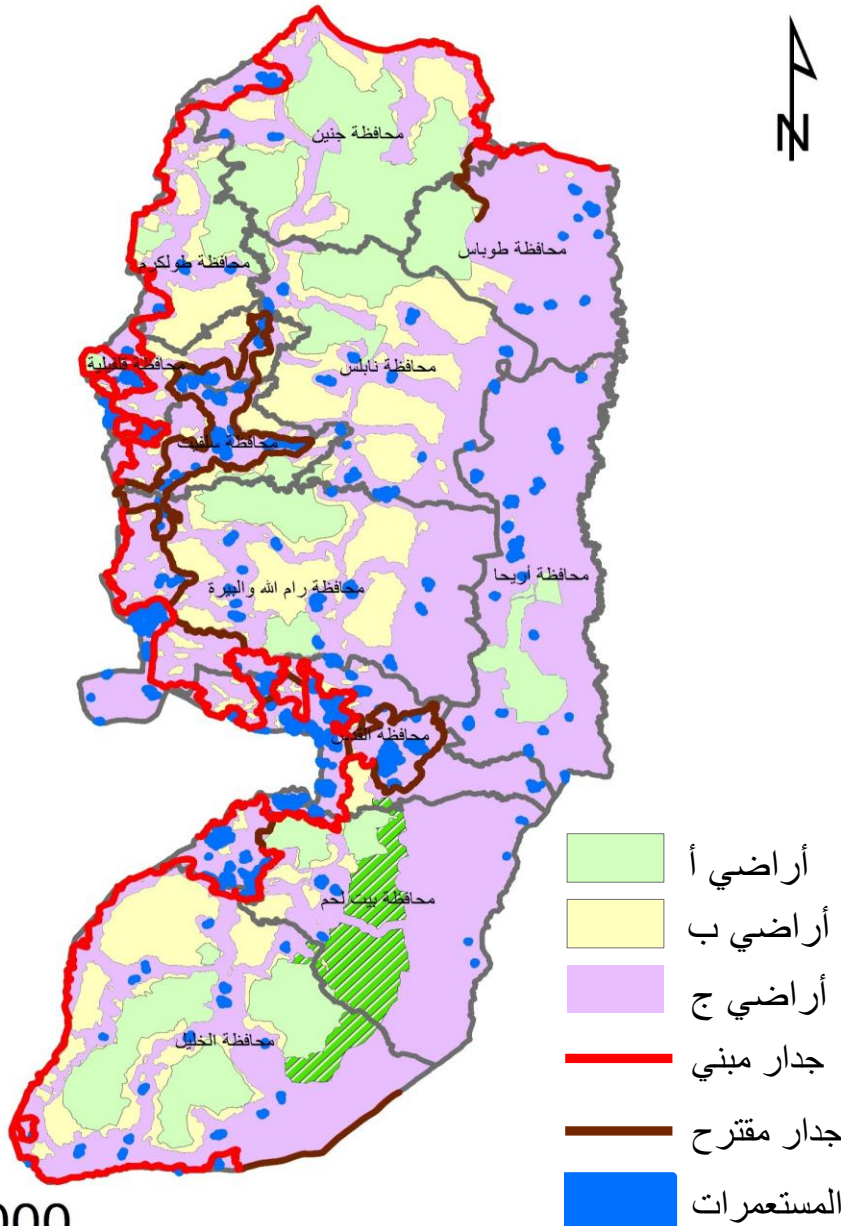 N
محافظة جنين
محافظة طوباس
محافظة طولكرم
محافظة نابلس
محافظة قلقيلية
محافظة سلفيت
محافظة أريحا
محافظة رام الله والبيرة
محافظة القدس
محافظة بيت لحم
محافظة الخليل
أراضي أ
أراضي ب
أراضي ج
جدار مبني
جدار مقترح
المستعمرات